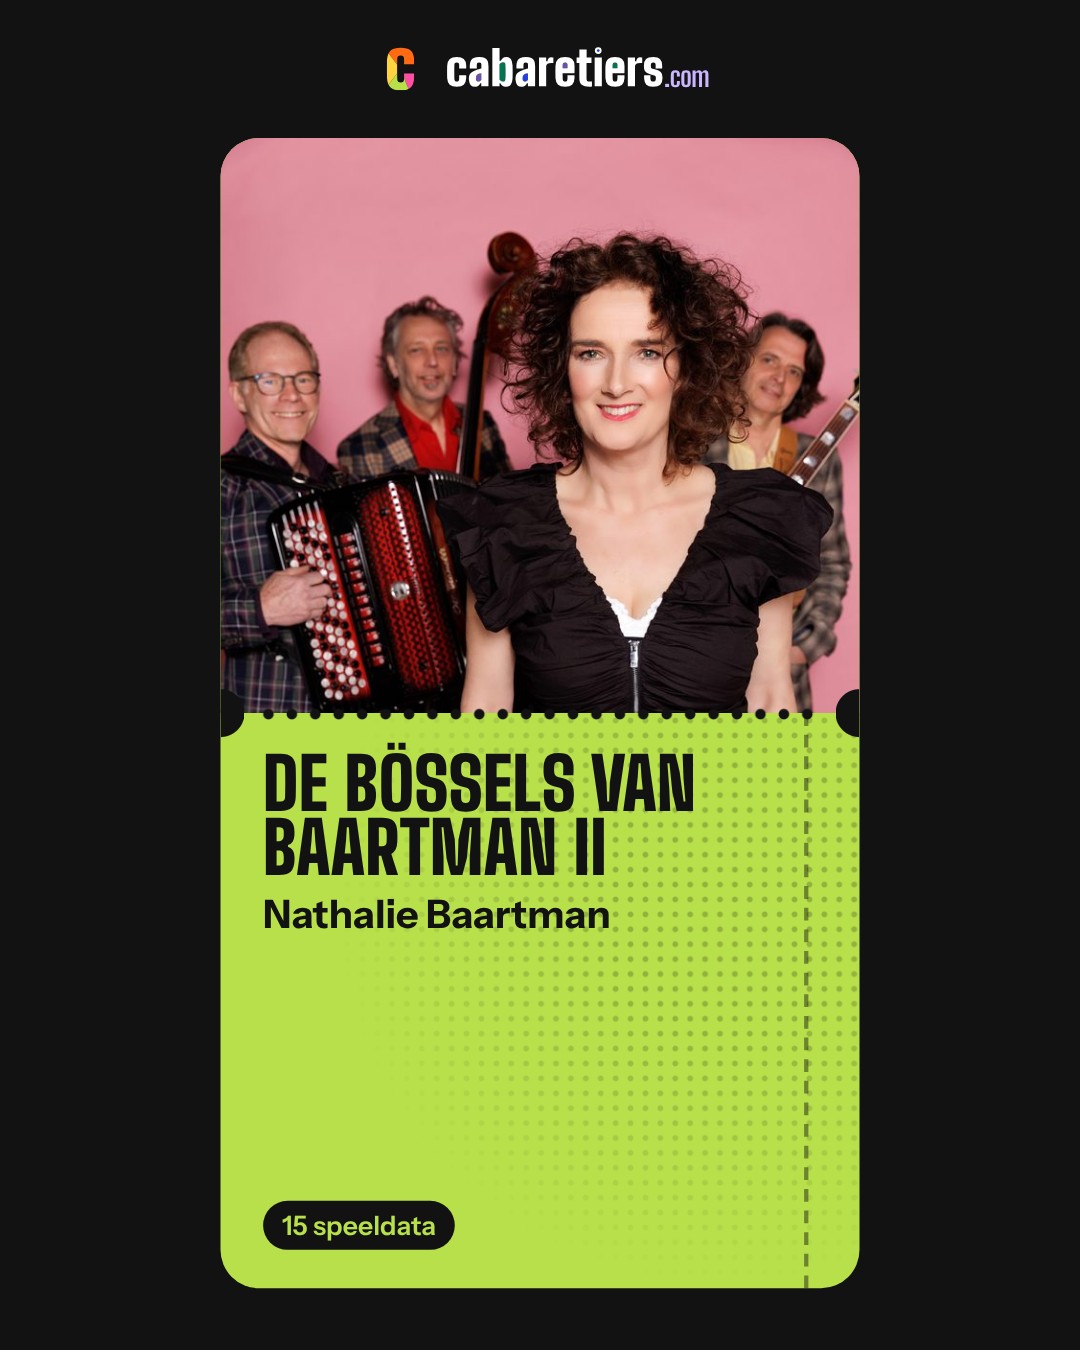 cabaretiers.com
DE BÖSSELS VAN
BAARTMAN II
Nathalie Baartman
15 speeldata